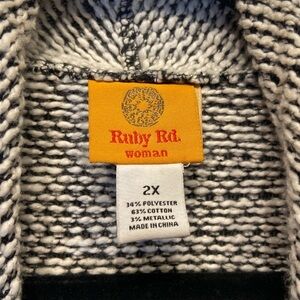 Ruby Rd.
woman
2X
34% POLYESTER
63% COTTON
3% METALLIC
MADE IN CHINA